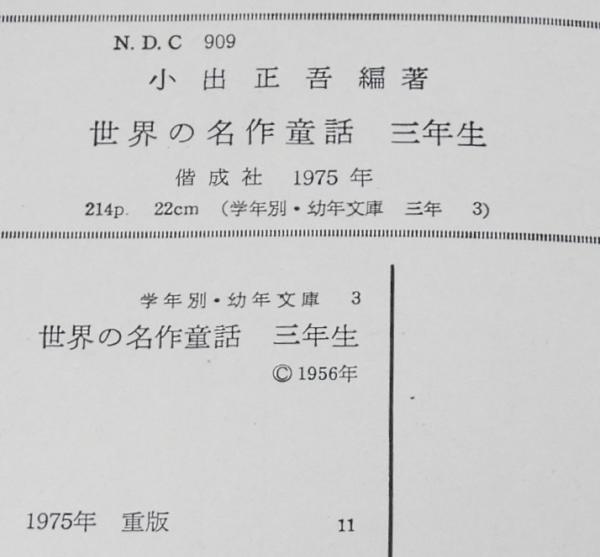 N. D. C 909
小出正吾編著
世界の名作童話 三年生
偕成社 1975年
214p. 22cm (学年別・幼年文庫 三年 3)
学年別・幼年文庫 3
世界の名作童話 三年生
© 1956年
1975年 重版 11